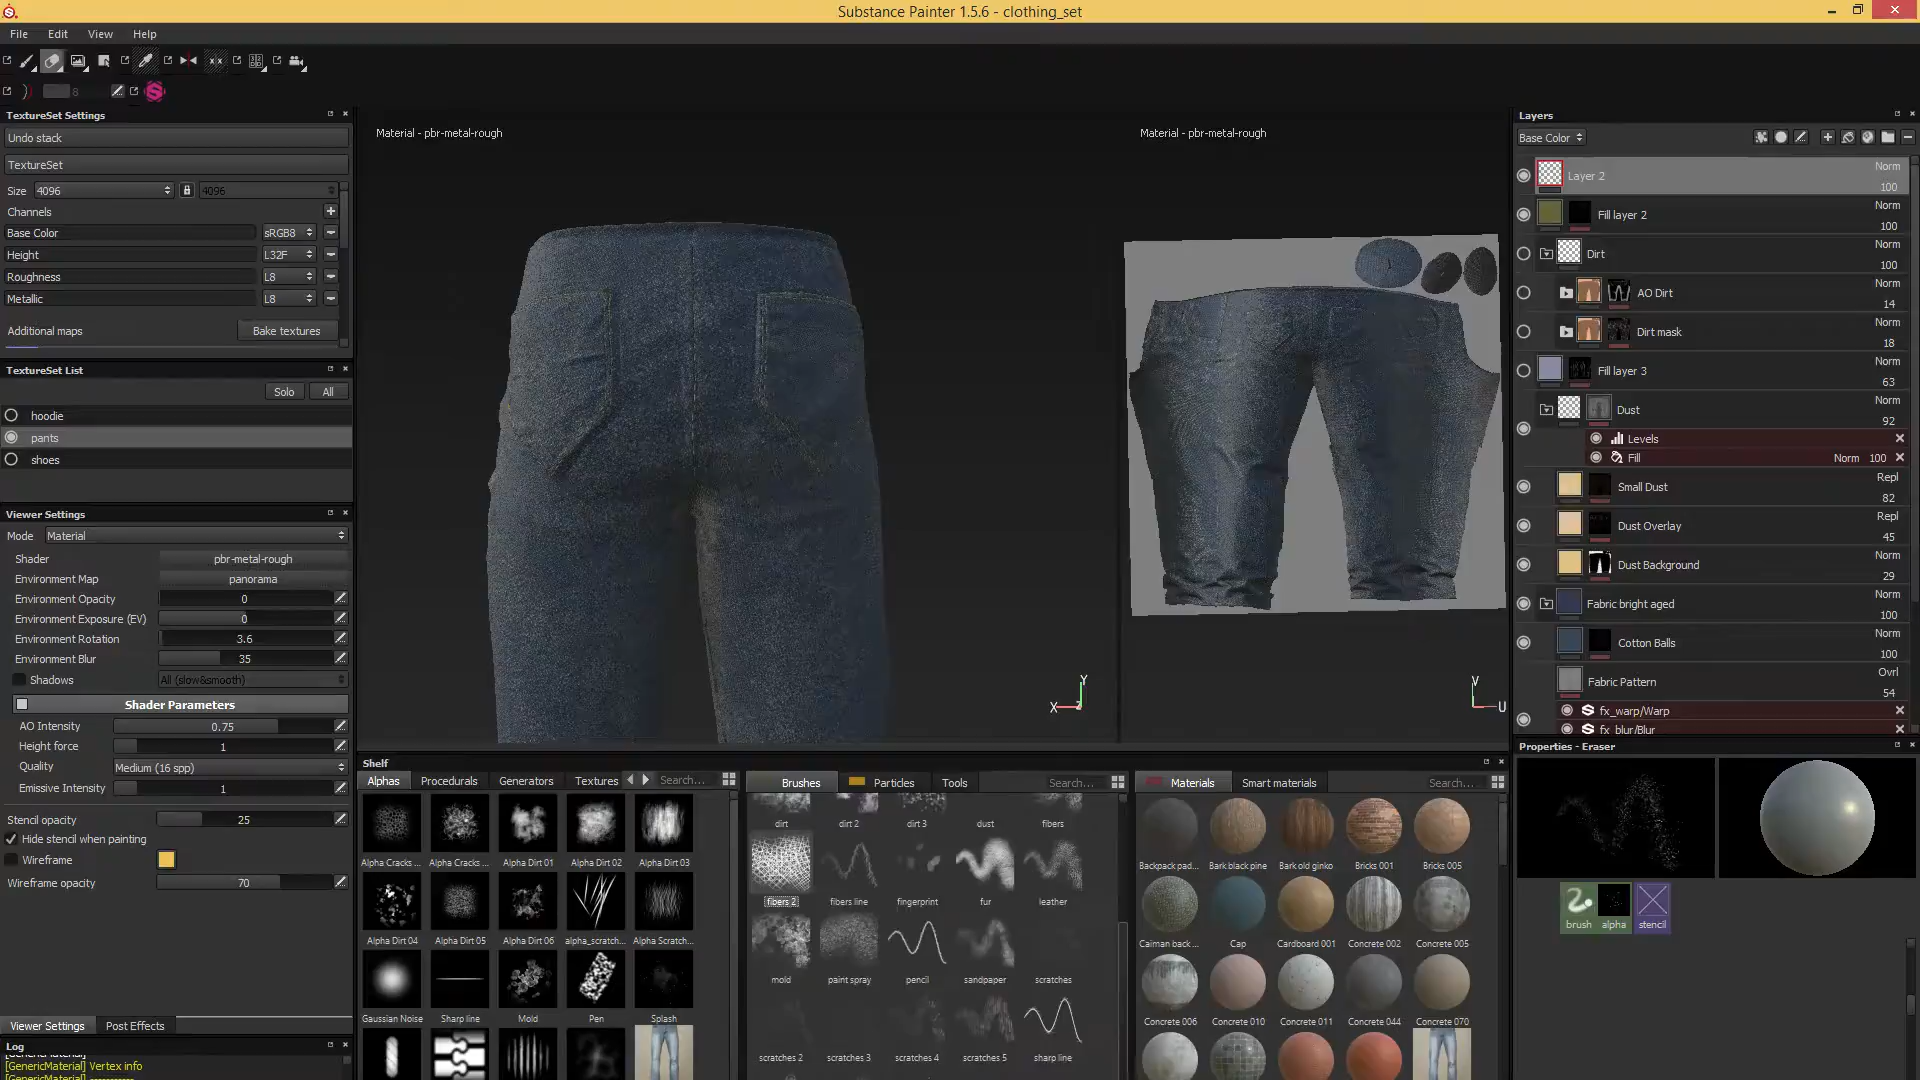 Substance Painter 1.5.6 - clothing_set
File Edit View Help
8
TextureSet Settings
Undo stack
TextureSet
Size 4096 4096
Channels
Base Color sRGB8
Height L32F
Roughness L8
Metallic L8
Additional maps Bake textures
TextureSet List
Solo All
hoodie
pants
shoes
Viewer Settings
Mode Material
Shader pbr-metal-rough
Environment Map panorama
Environment Opacity 0
Environment Exposure (EV) 0
Environment Rotation 3.6
Environment Blur 35
Shadows All (slow&smooth)
Shader Parameters
AO Intensity 0.75
Height force 1
Quality Medium (16 spp)
Emissive Intensity 1
Stencil opacity 25
Hide stencil when painting
Wireframe
Wireframe opacity 70
Viewer Settings Post Effects
Log
[GenericMaterial]
[GenericMaterial] Vertex info
[GenericMaterial] ----------
Material - pbr-metal-rough
Y
X
Z
Material - pbr-metal-rough
V
U
Shelf
Alphas Procedurals Generators Textures Search...
Alpha Cracks ... Alpha Cracks ... Alpha Dirt 01 Alpha Dirt 02 Alpha Dirt 03
Alpha Dirt 04 Alpha Dirt 05 Alpha Dirt 06 alpha_scratch... Alpha Scratch...
Gaussian Noise Sharp line Mold Pen Splash
Brushes Particles Tools Search...
dirt dirt 2 dirt 3 dust fibers
fibers 2 fibers line fingerprint fur leather
mold paint spray pencil sandpaper scratches
scratches 2 scratches 3 scratches 4 scratches 5 sharp line
Materials Smart materials Search...
Backpack pad... Bark black pine Bark old ginko Bricks 001 Bricks 005
Caiman back ... Cap Cardboard 001 Concrete 002 Concrete 005
Concrete 006 Concrete 010 Concrete 011 Concrete 044 Concrete 070
Layers
Base Color
Layer 2 Norm 100
Fill layer 2 Norm 100
Dirt Norm 100
AO Dirt Norm 14
Dirt mask Norm 18
Fill layer 3 Norm 63
Dust Norm 92
Levels
Fill Norm 100
Small Dust Repl 82
Dust Overlay Repl 45
Dust Background Norm 29
Fabric bright aged Norm 100
Cotton Balls Norm 100
Fabric Pattern Ovrl 54
fx_warp/Warp
fx_blur/Blur
Properties - Eraser
brush alpha stencil